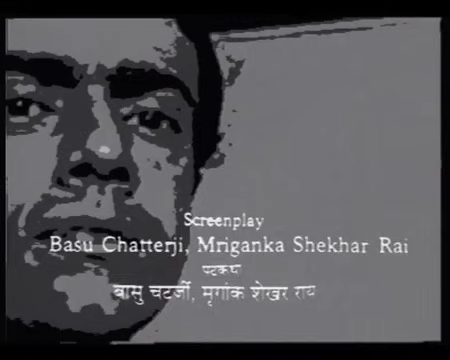 Screenplay
Basu Chatterji, Mriganka Shekhar Rai
पटकथा
बासु चटर्जी, मृगांक शेखर राय